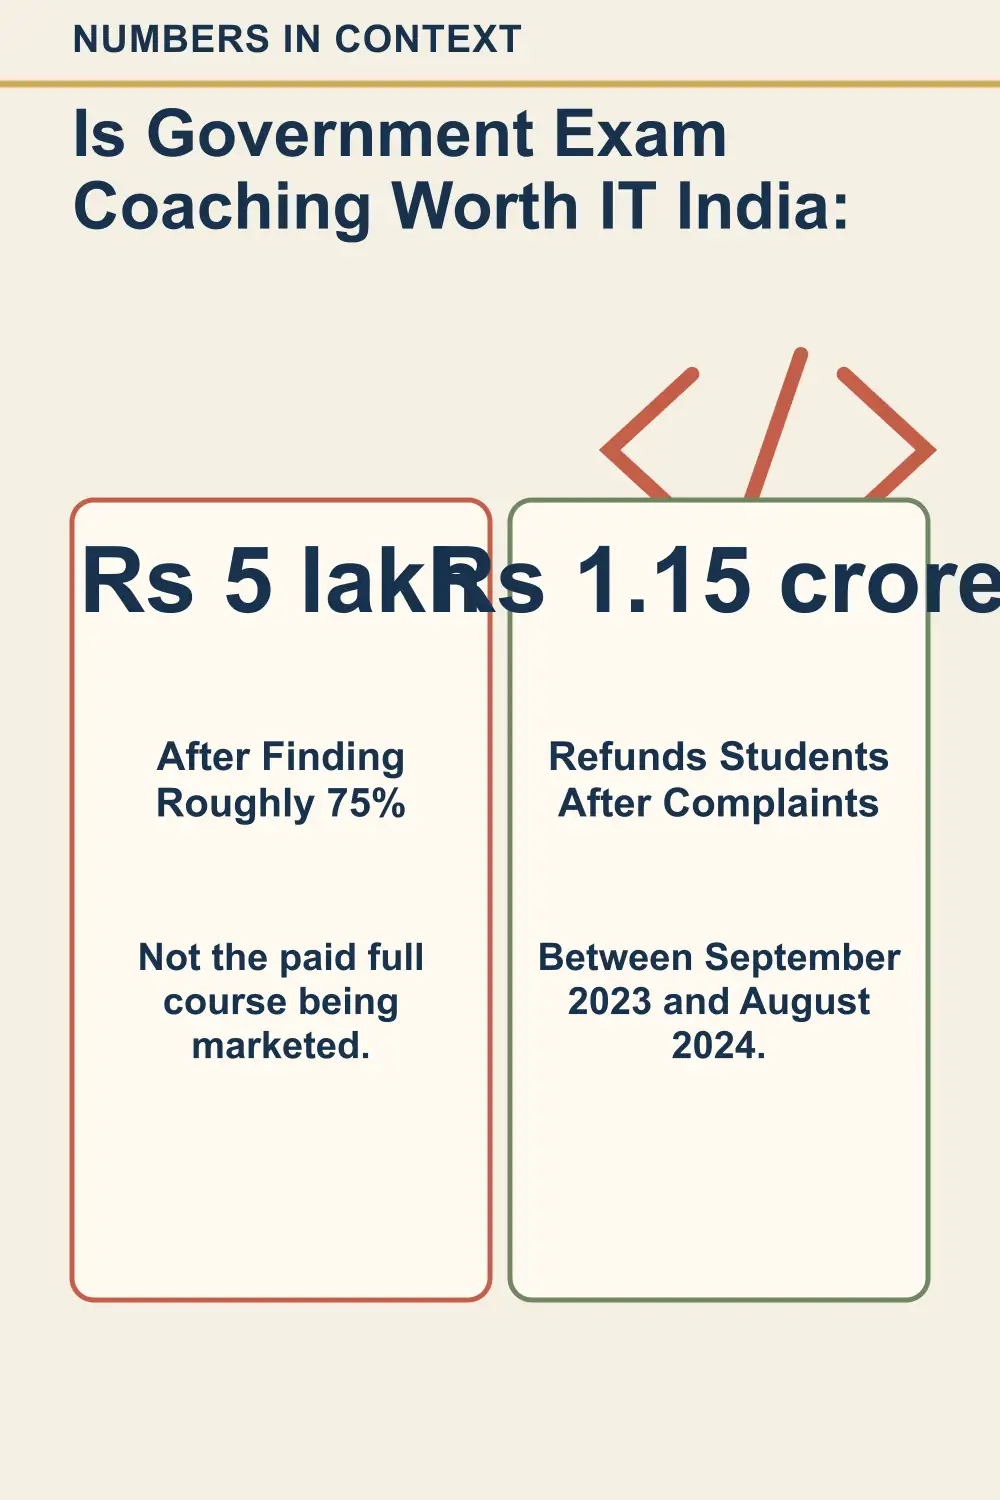 NUMBERS IN CONTEXT
Is Government Exam
Coaching Worth IT India:
Rs 5 lakh
Rs 1.15 crore
After Finding
Roughly 75%
Refunds Students
After Complaints
Not the paid full
course being
marketed.
Between September
2023 and August
2024.